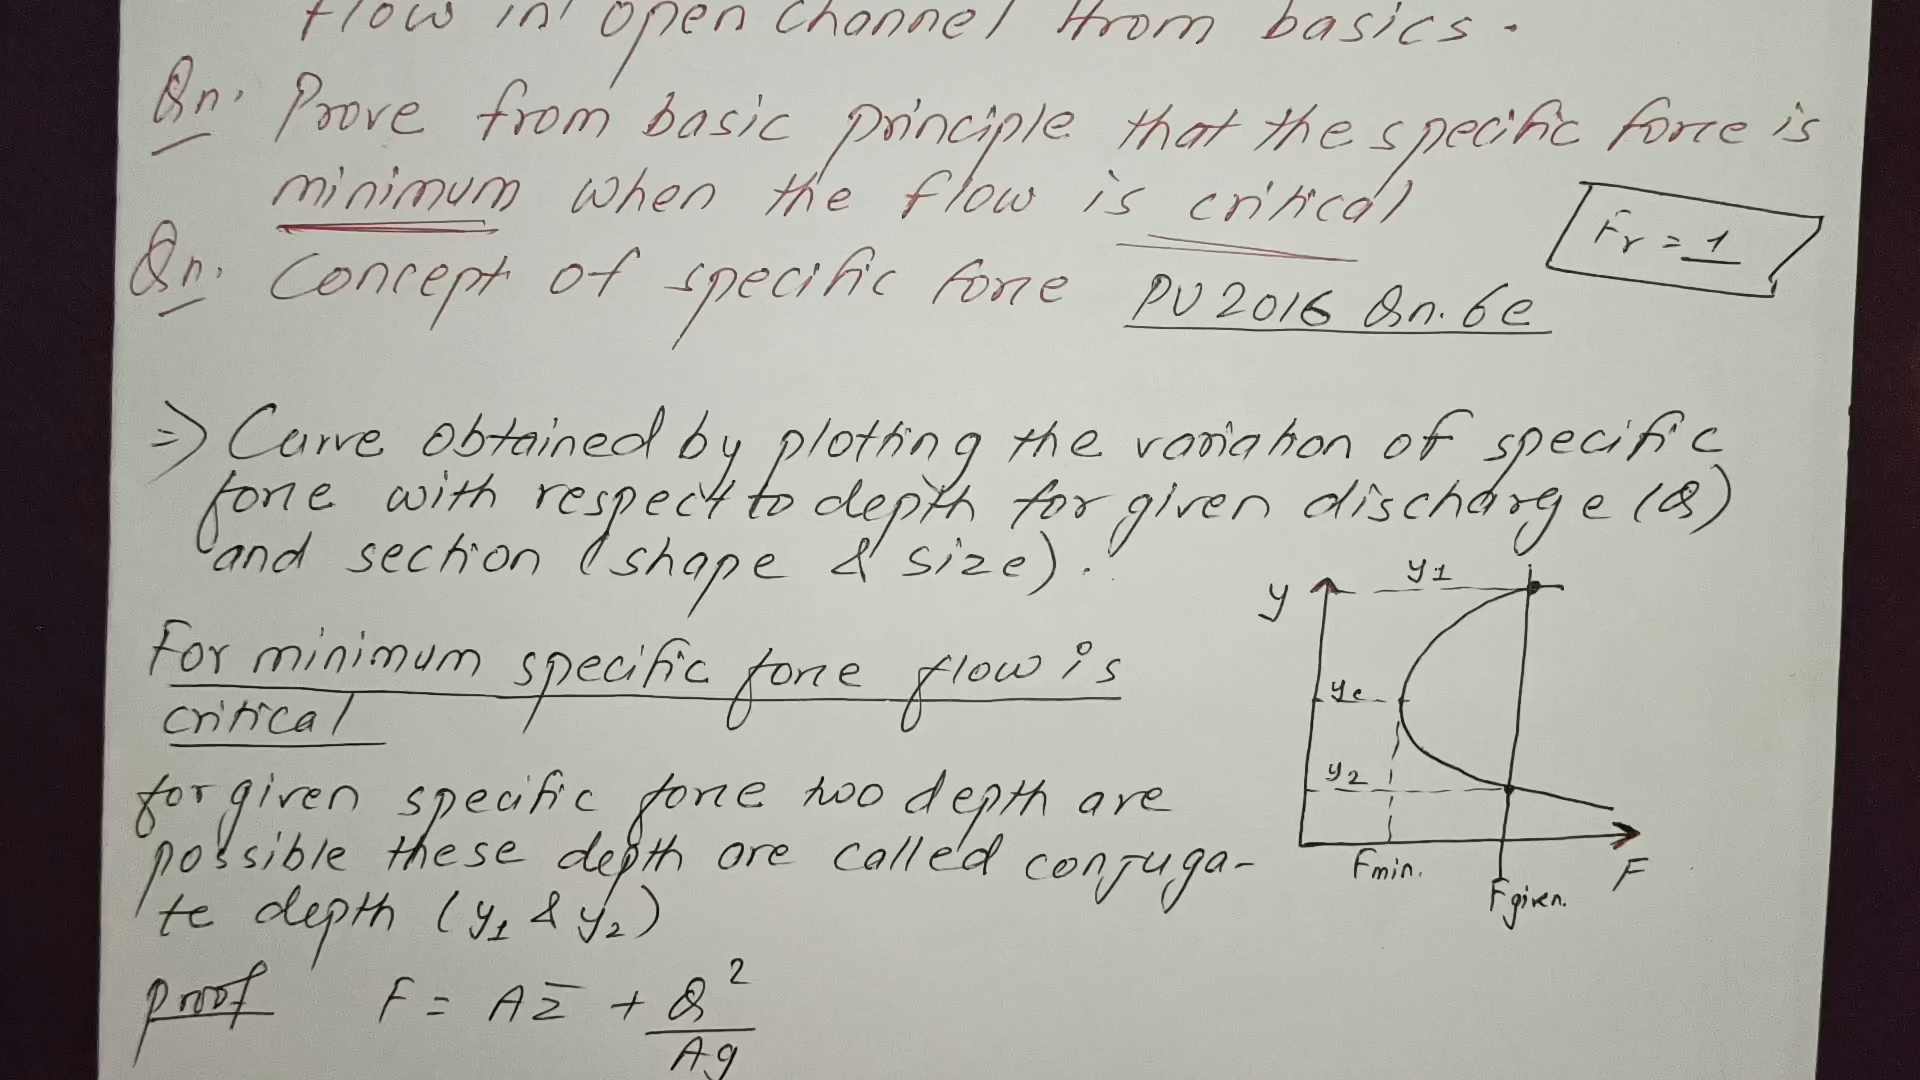 flow in open channel from basics.
Qn. Prove from basic principle that the specific force is
minimum when the flow is critical
Fr = 1
Qn. Concept of specific force PU 2016 Qn. 6e
=> Curve obtained by plotting the variation of specific
force with respect to depth for given discharge (Q)
and section (shape & size).
For minimum specific force flow is
critical
for given specific force two depth are
possible these depth are called conjuga-
te depth (y1 & y2)
y
y1
yc
y2
Fmin.
Fgiven.
F
proof F = Az̄ + Q²
Ag